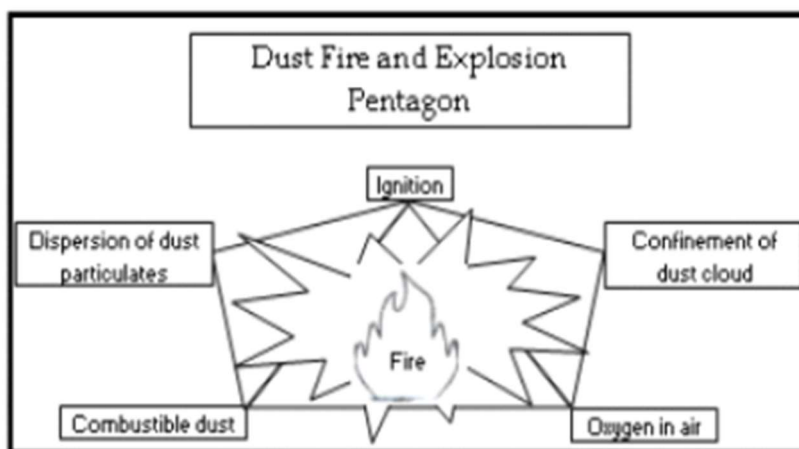 Dust Fire and Explosion
Pentagon
Ignition
Dispersion of dust
particulates
Confinement of
dust cloud
Fire
Combustible dust
Oxygen in air